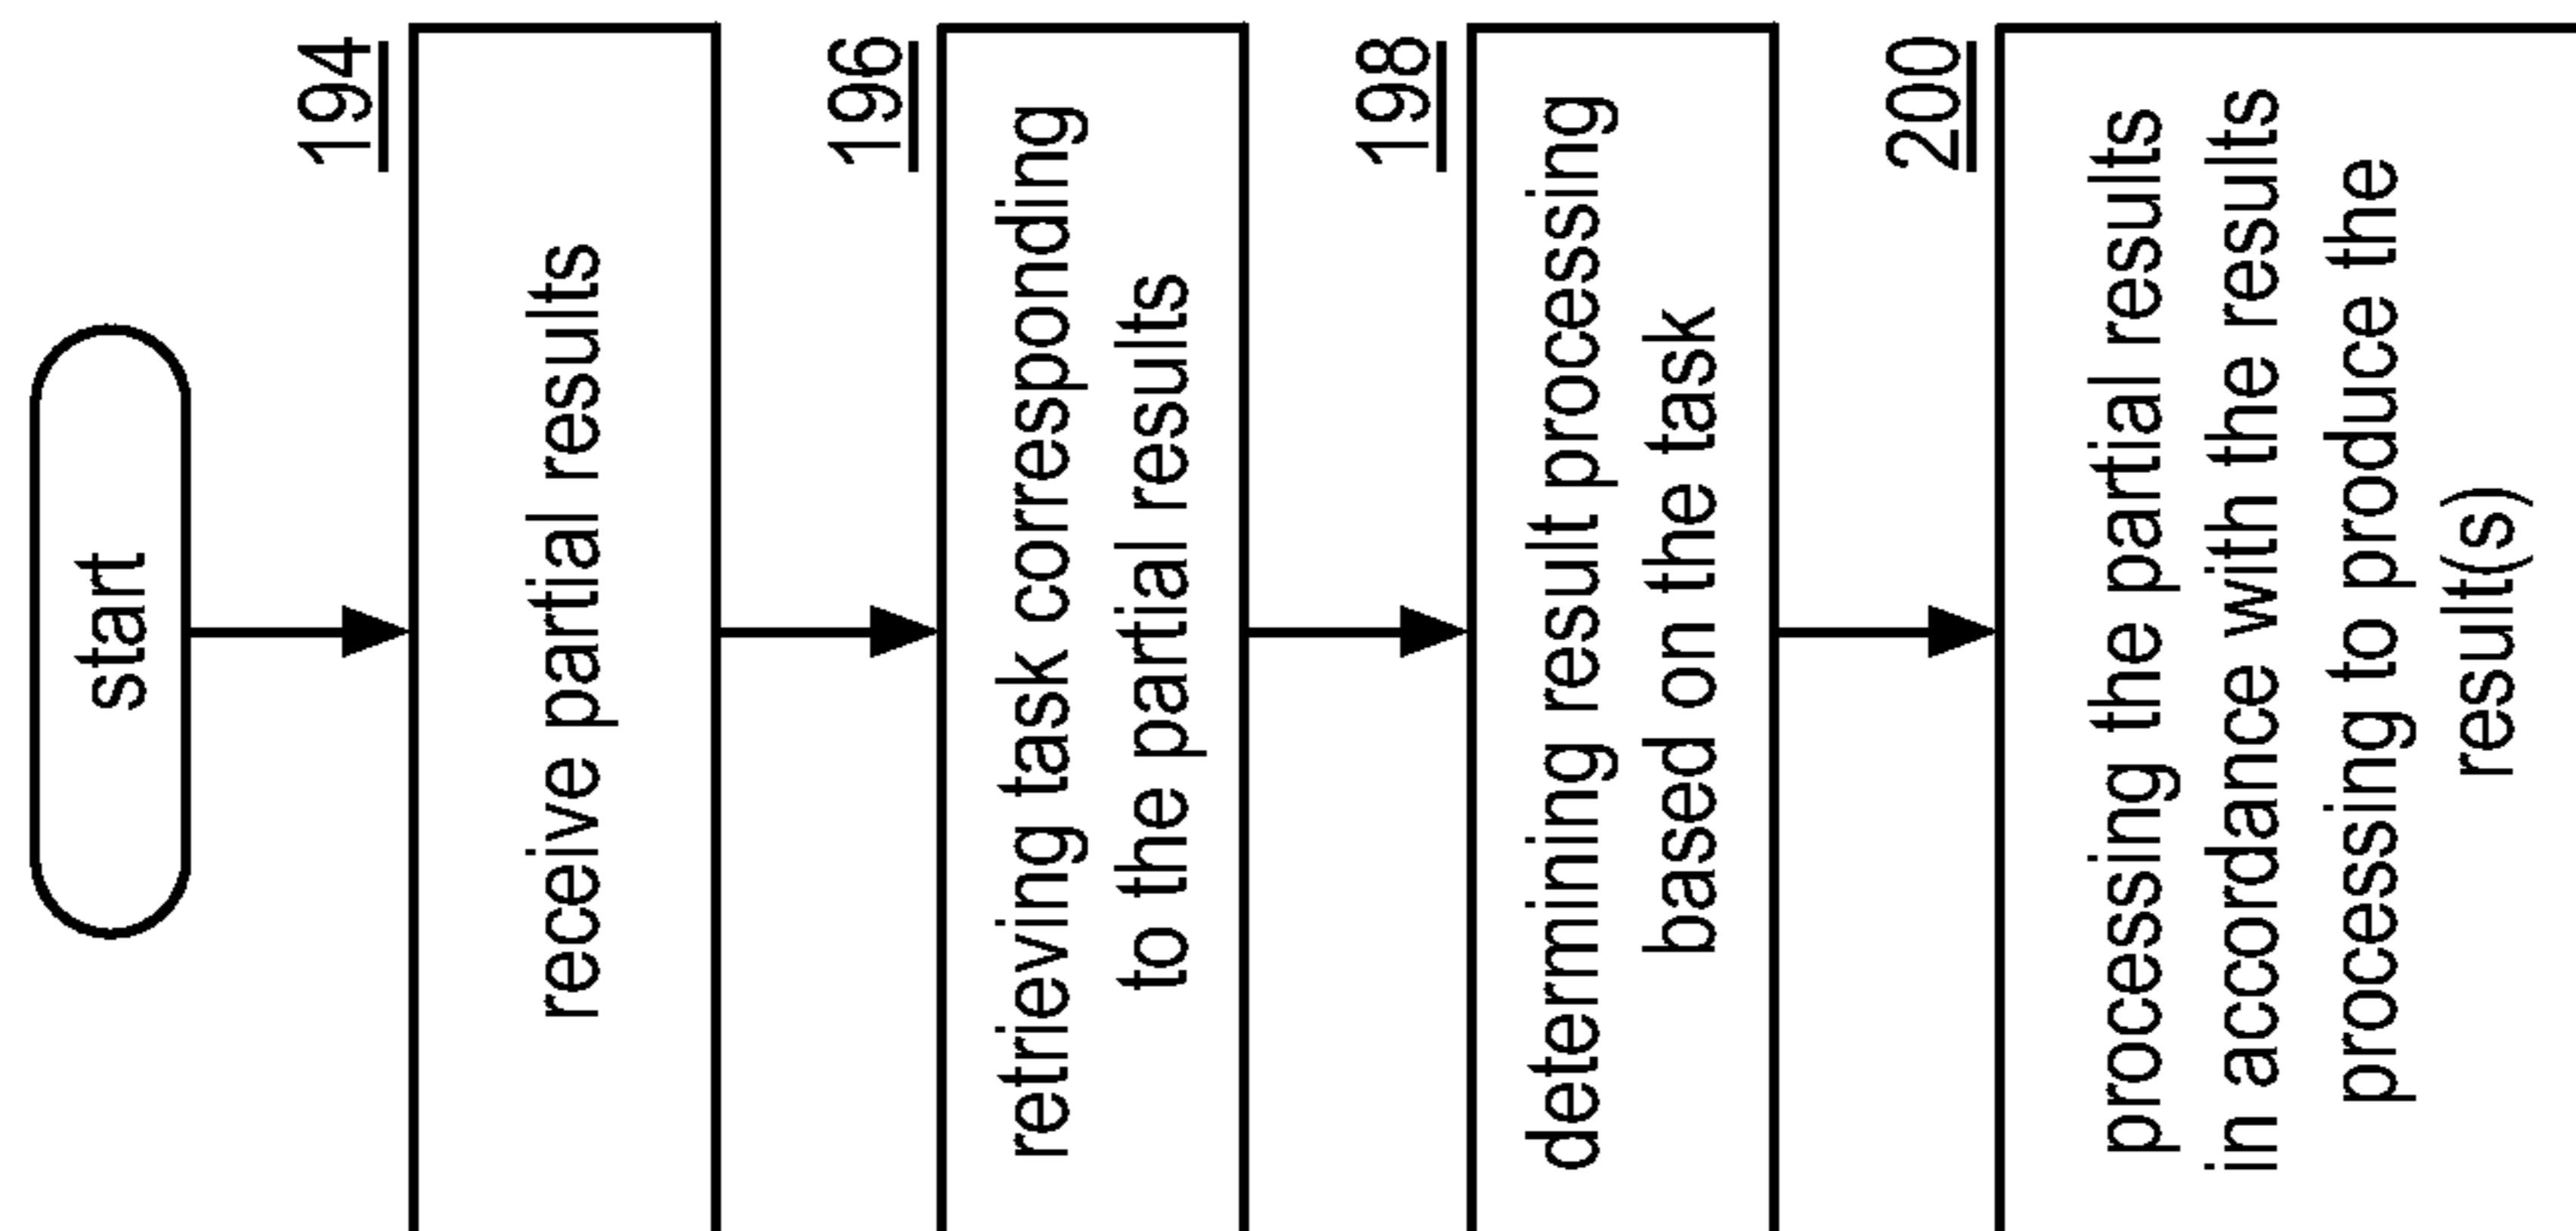 start
194
receive partial results
196
retrieving task corresponding
to the partial results
198
determining result processing
based on the task
200
processing the partial results
in accordance with the results
processing to produce the
result(s)